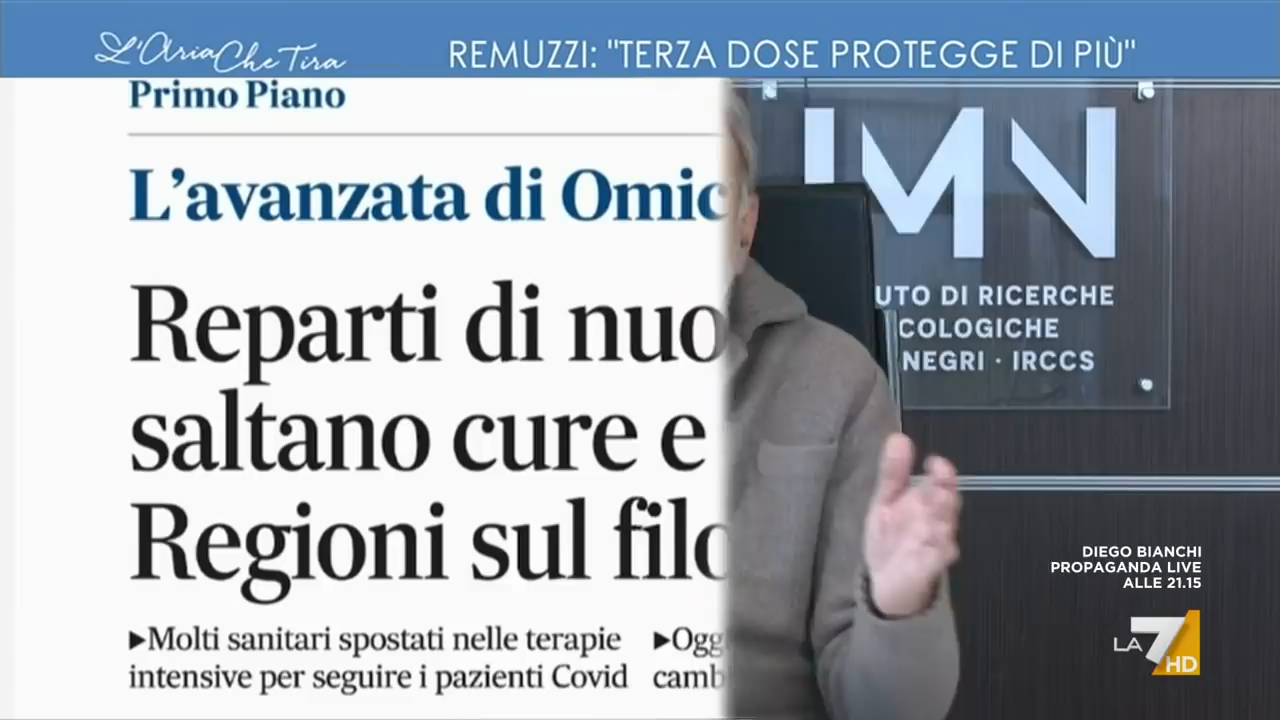 L'Aria Che Tira
REMUZZI: "TERZA DOSE PROTEGGE DI PIÙ"
Primo Piano
L'avanzata di Omic
Reparti di nuo
saltano cure e
Regioni sul filo
▶Molti sanitari spostati nelle terapie
intensive per seguire i pazienti Covid
▶Ogg
camb
IMN
UTO DI RICERCHE
COLOGICHE
NEGRI · IRCCS
DIEGO BIANCHI
PROPAGANDA LIVE
ALLE 21.15
LA 7 HD